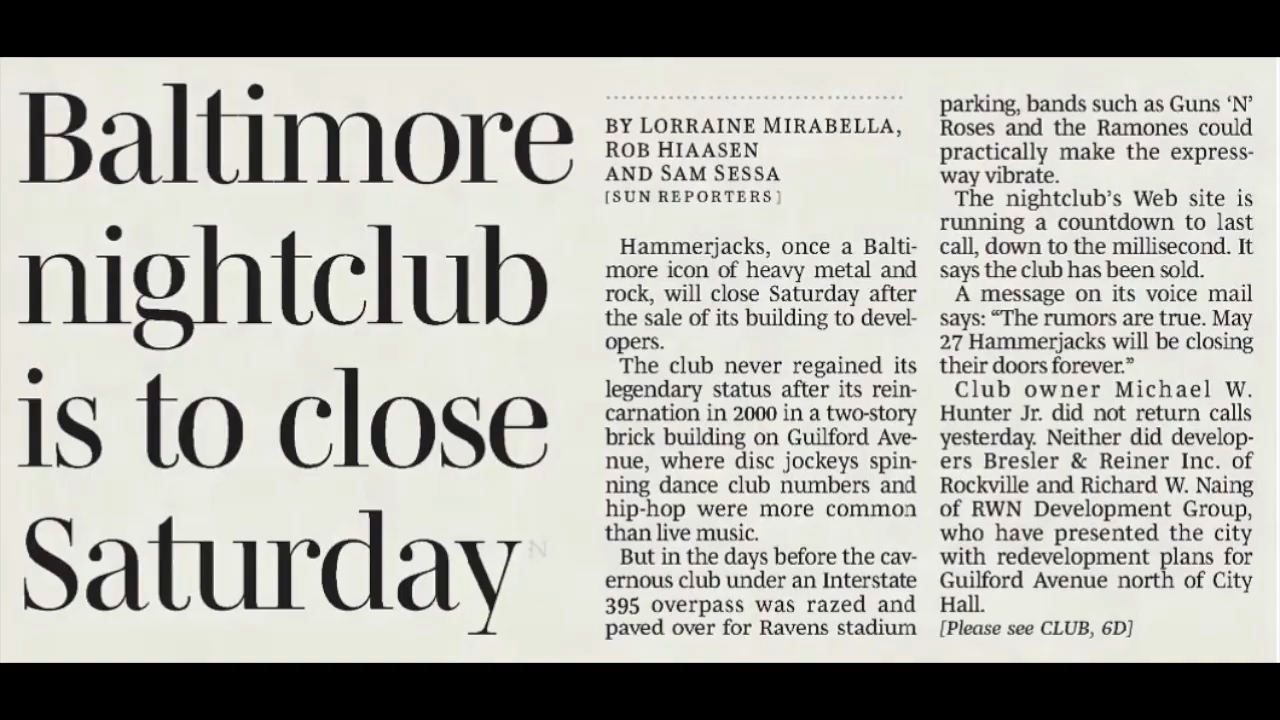 Baltimore
nightclub
is to close
Saturday
BY LORRAINE MIRABELLA,
ROB HIAASEN
AND SAM SESSA
[SUN REPORTERS]
Hammerjacks, once a Balti-
more icon of heavy metal and
rock, will close Saturday after
the sale of its building to devel-
opers.
The club never regained its
legendary status after its rein-
carnation in 2000 in a two-story
brick building on Guilford Ave-
nue, where disc jockeys spin-
ning dance club numbers and
hip-hop were more common
than live music.
But in the days before the cav-
ernous club under an Interstate
395 overpass was razed and
paved over for Ravens stadium
parking, bands such as Guns ‘N’
Roses and the Ramones could
practically make the express-
way vibrate.
The nightclub’s Web site is
running a countdown to last
call, down to the millisecond. It
says the club has been sold.
A message on its voice mail
says: “The rumors are true. May
27 Hammerjacks will be closing
their doors forever.”
Club owner Michael W.
Hunter Jr. did not return calls
yesterday. Neither did develop-
ers Bresler & Reiner Inc. of
Rockville and Richard W. Naing
of RWN Development Group,
who have presented the city
with redevelopment plans for
Guilford Avenue north of City
Hall.
[Please see CLUB, 6D]